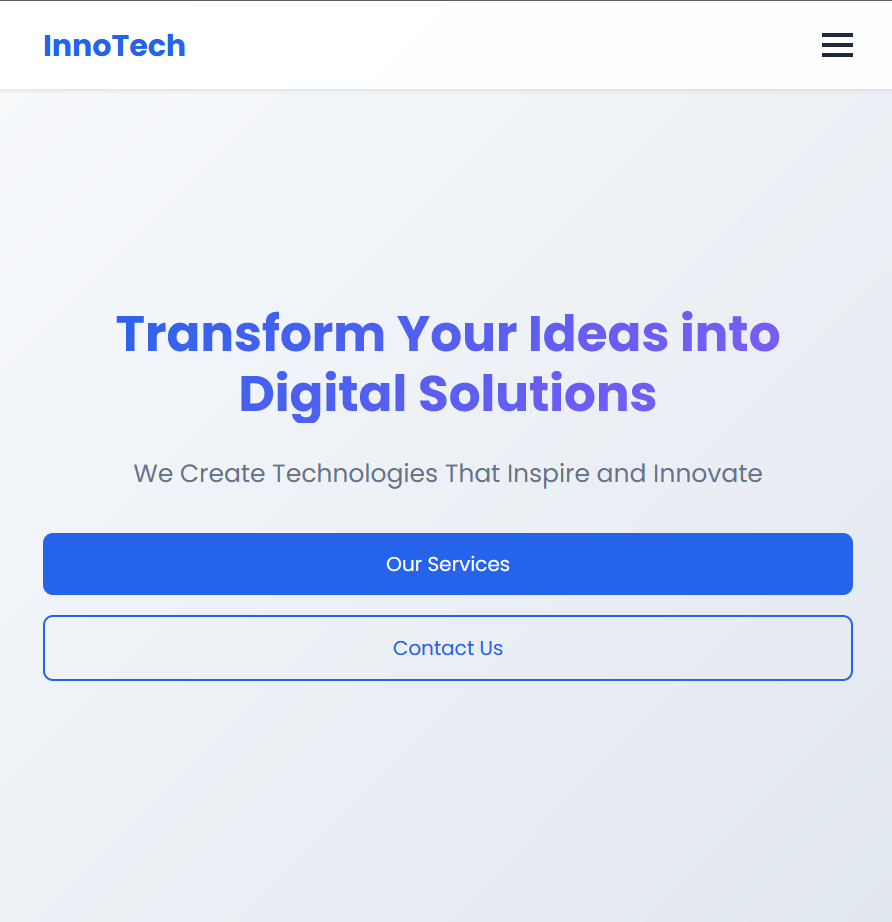 InnoTech
Transform Your Ideas into
Digital Solutions
We Create Technologies That Inspire and Innovate
Our Services
Contact Us